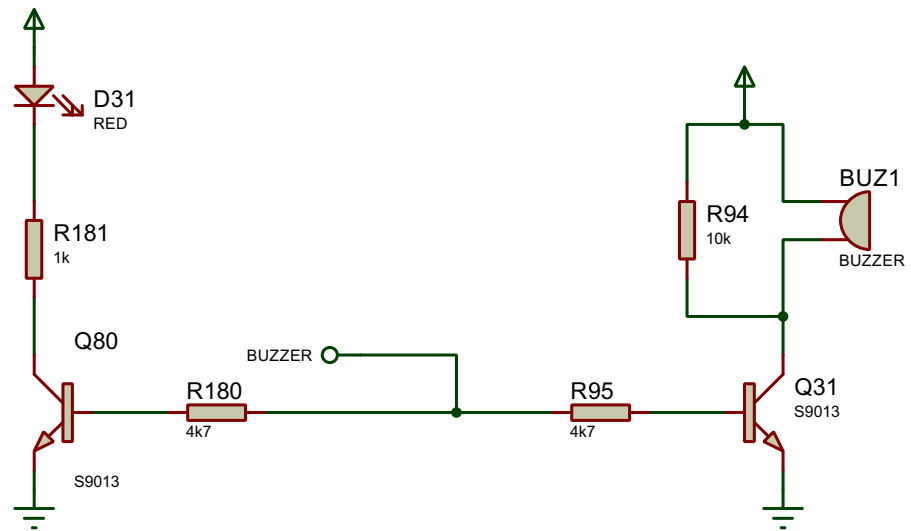 D31
RED
BUZ1
R94
10k
R181
1k
BUZZER
Q80
BUZZER
R180
4k7
R95
4k7
Q31
S9013
S9013